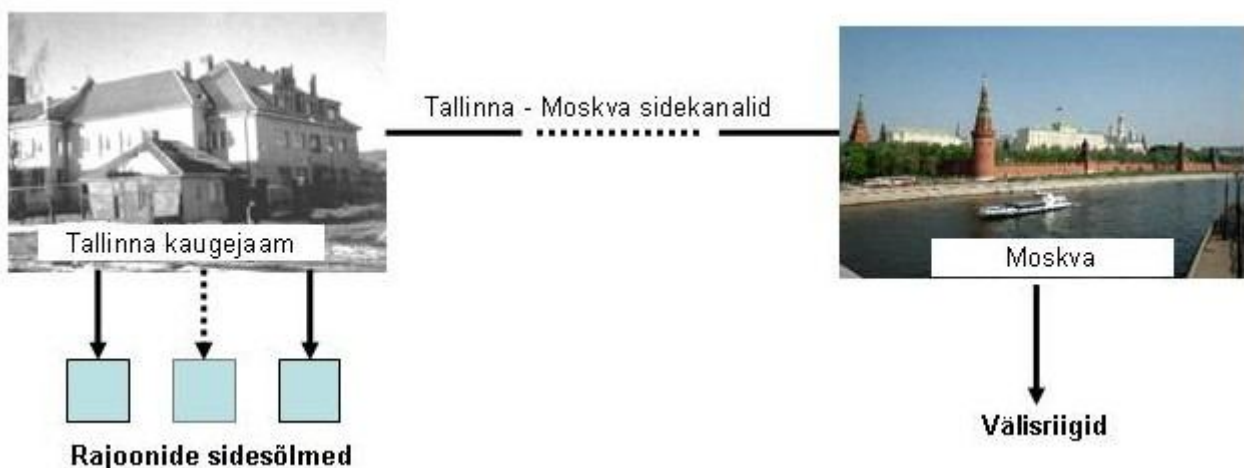 Tallinna - Moskva sidekanalid
Tallinna kaugejaam
Moskva
Rajoonide sidesõlmed
Välisriigid